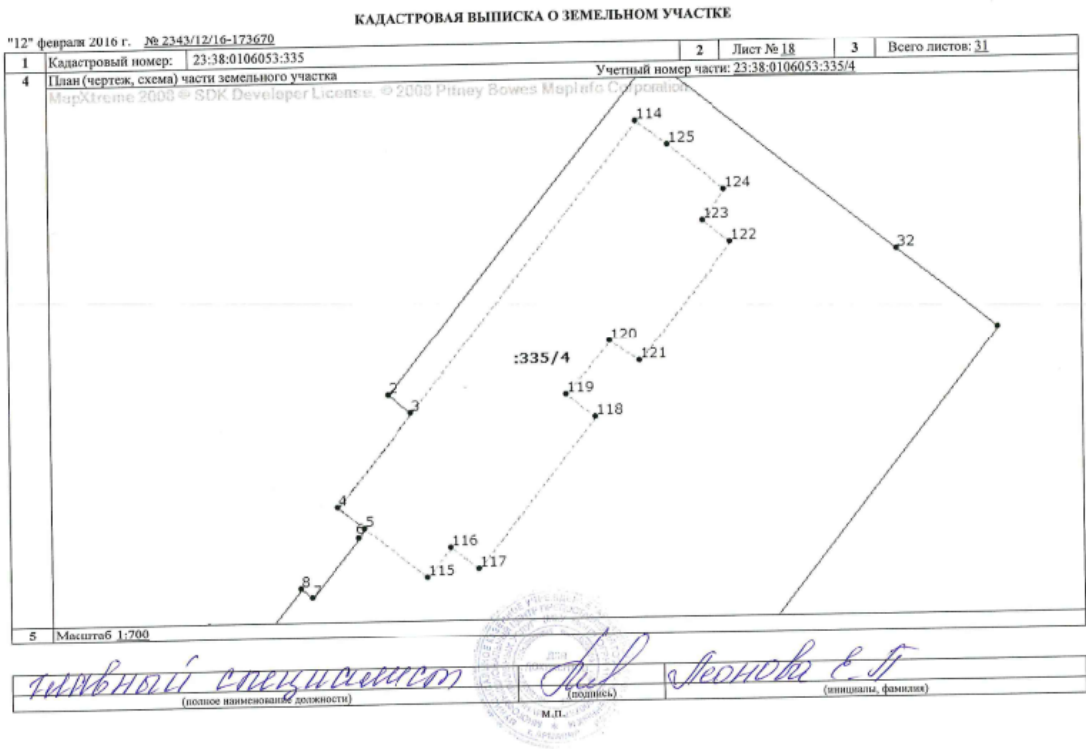 КАДАСТРОВАЯ ВЫПИСКА О ЗЕМЕЛЬНОМ УЧАСТКЕ
"12" февраля 2016 г. № 2343/12/16-173670
1 Кадастровый номер: 23:38:0106053:335 2 Лист № 18 3 Всего листов: 31
4 План (чертеж, схема) части земельного участка Учетный номер части: 23:38:0106053:335/4
MapXtreme 2008 ® SDK Developer License. © 2008 Pitney Bowes MapInfo Corporation.
114
125
124
123
122
32
120
121
:335/4
119
118
2
3
4
5
6
116
117
115
8
7
5 Масштаб 1:700
главный специалист Леонова Е.П
(полное наименование должности) (подпись) (инициалы, фамилия)
М.П.